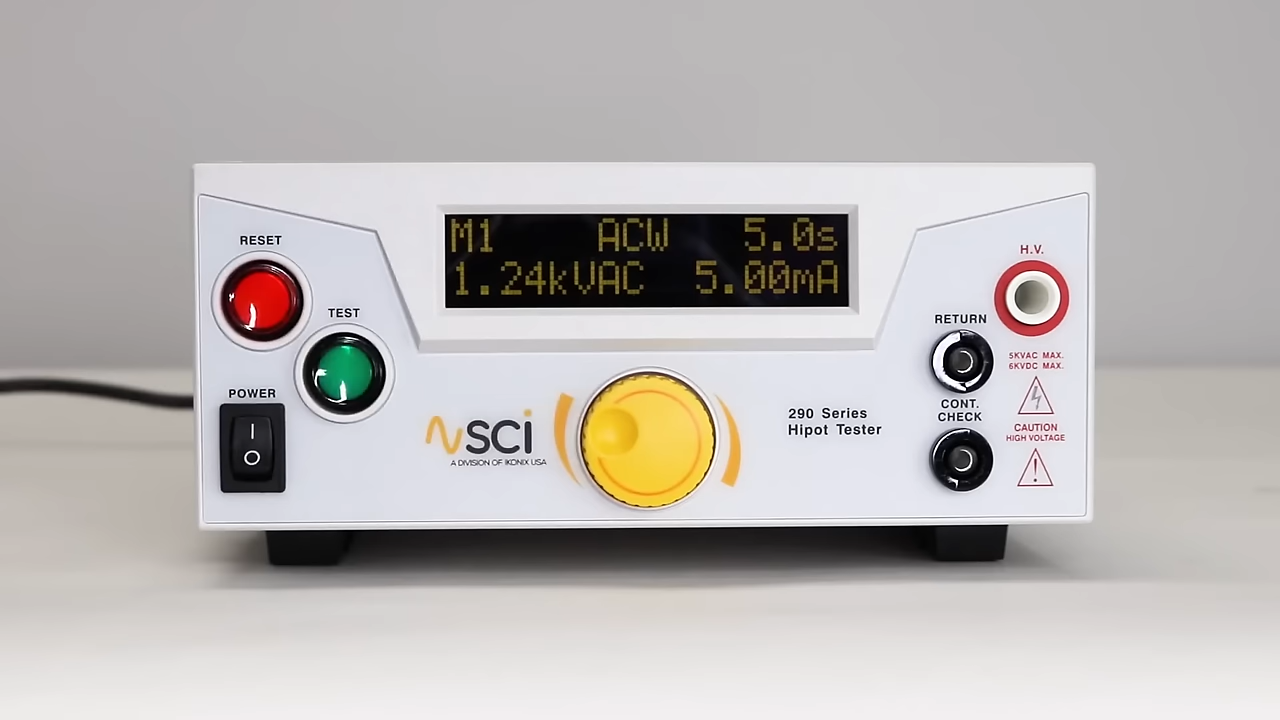 M1 ACW 5.0s
1.24kVAC 5.00mA
RESET
TEST
POWER
SCI
A DIVISION OF IKONIX USA
290 Series
Hipot Tester
H.V.
RETURN
5KVAC MAX.
6KVDC MAX.
CONT.
CHECK
CAUTION
HIGH VOLTAGE